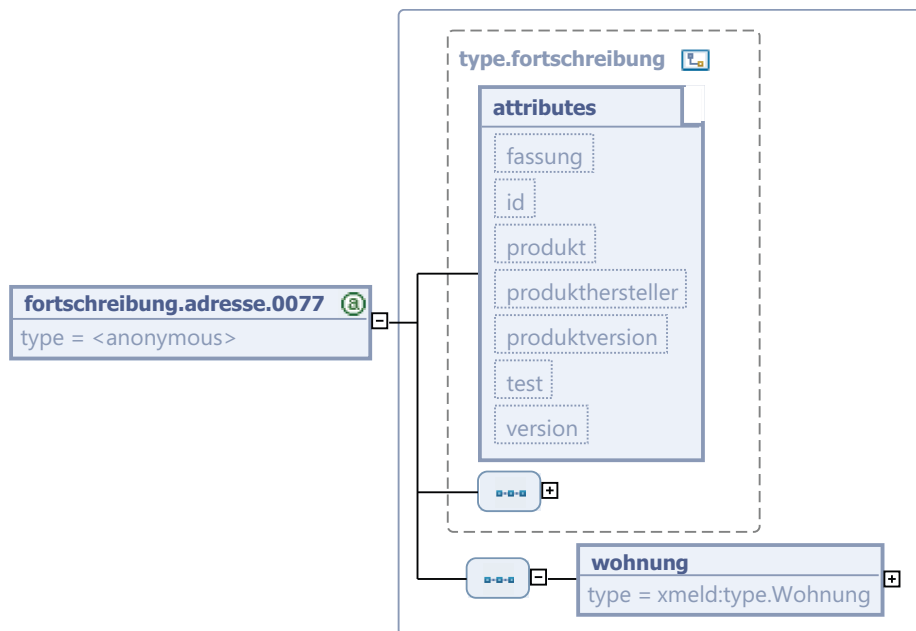 type.fortschreibung
attributes
fassung
id
produkt
produkthersteller
produktversion
test
version
fortschreibung.adresse.0077 @
type = <anonymous>
wohnung
type = xmeld:type.Wohnung